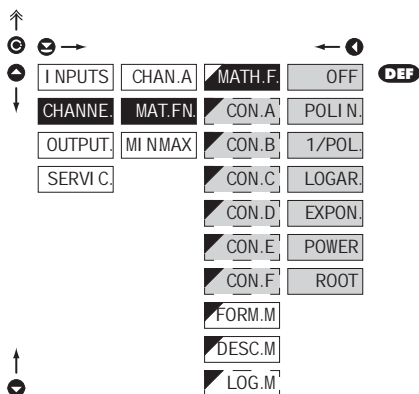 INPUTS CHAN.A MATH.F. OFF DEF
CHANNE. MAT.FN. CON.A POLIN.
OUTPUT. MINMAX CON.B 1/POL.
SERVIC. CON.C LOGAR.
CON.D EXPON.
CON.E POWER
CON.F ROOT
FORM.M
DESC.M
LOG.M